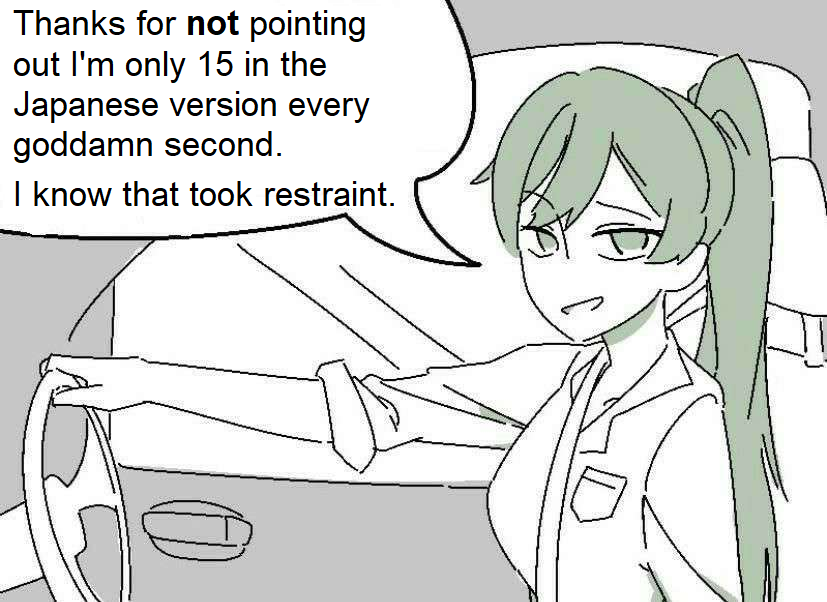 Thanks for not pointing
out I'm only 15 in the
Japanese version every
goddamn second.
I know that took restraint.